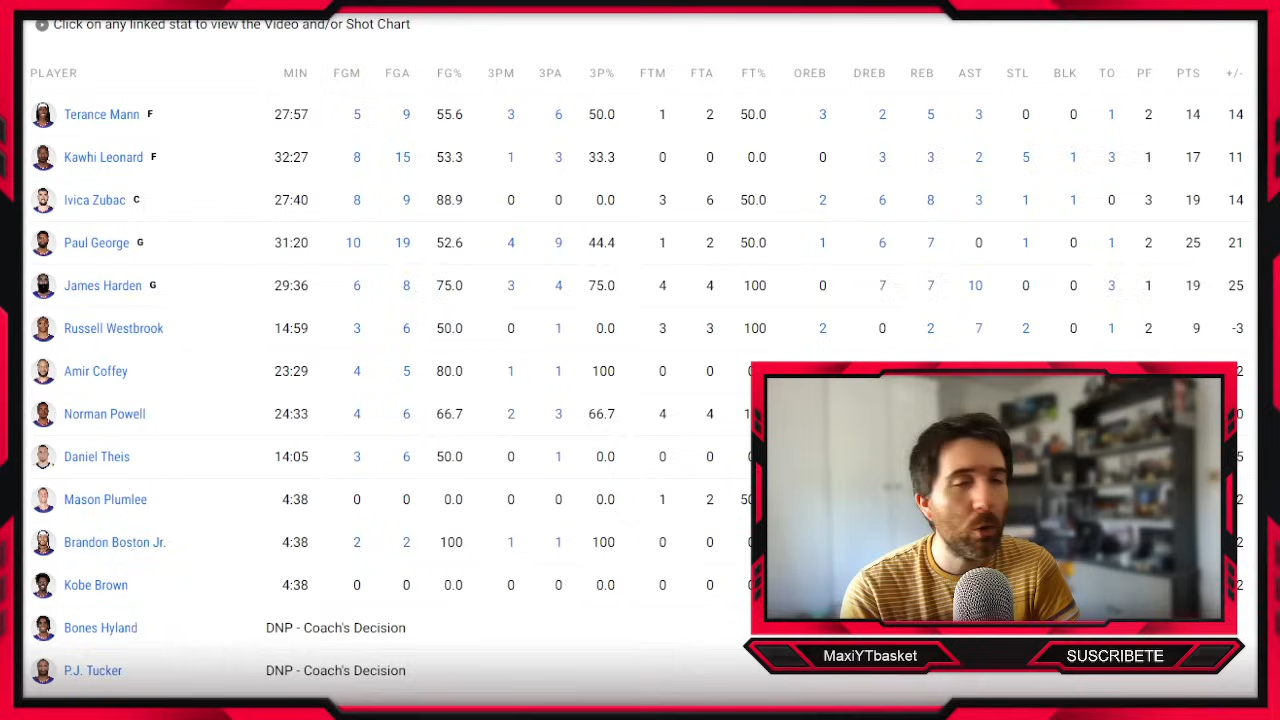 Click on any linked stat to view the Video and/or Shot Chart
PLAYER MIN FGM FGA FG% 3PM 3PA 3P% FTM FTA FT% OREB DREB REB AST STL BLK TO PF PTS +/-
Terance Mann F 27:57 5 9 55.6 3 6 50.0 1 2 50.0 3 2 5 3 0 0 1 2 14 14
Kawhi Leonard F 32:27 8 15 53.3 1 3 33.3 0 0 0.0 0 3 3 2 5 1 3 1 17 11
Ivica Zubac C 27:40 8 9 88.9 0 0 0.0 3 6 50.0 2 6 8 3 1 1 0 3 19 14
Paul George G 31:20 10 19 52.6 4 9 44.4 1 2 50.0 1 6 7 0 1 0 1 2 25 21
James Harden G 29:36 6 8 75.0 3 4 75.0 4 4 100 0 7 7 10 0 0 3 1 19 25
Russell Westbrook 14:59 3 6 50.0 0 1 0.0 3 3 100 2 0 2 7 2 0 1 2 9 -3
Amir Coffey 23:29 4 5 80.0 1 1 100 0 0
Norman Powell 24:33 4 6 66.7 2 3 66.7 4 4
Daniel Theis 14:05 3 6 50.0 0 1 0.0 0 0
Mason Plumlee 4:38 0 0 0.0 0 0 0.0 1 2
Brandon Boston Jr. 4:38 2 2 100 1 1 100 0 0
Kobe Brown 4:38 0 0 0.0 0 0 0.0 0 0
Bones Hyland DNP - Coach's Decision
P.J. Tucker DNP - Coach's Decision
MaxiYTbasket SUSCRIBETE